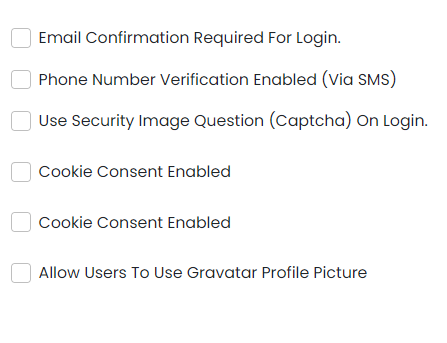 Email Confirmation Required For Login.
Phone Number Verification Enabled (Via SMS)
Use Security Image Question (Captcha) On Login.
Cookie Consent Enabled
Cookie Consent Enabled
Allow Users To Use Gravatar Profile Picture